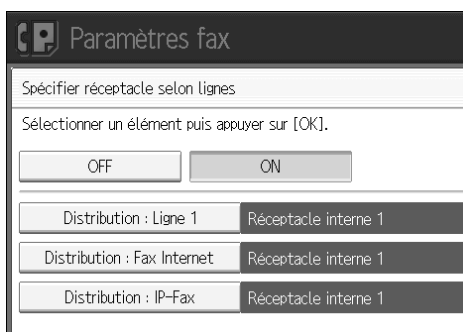 Paramètres fax
Spécifier réceptacle selon lignes
Sélectionner un élément puis appuyer sur [OK].
OFF ON
Distribution : Ligne 1 Réceptacle interne 1
Distribution : Fax Internet Réceptacle interne 1
Distribution : IP-Fax Réceptacle interne 1